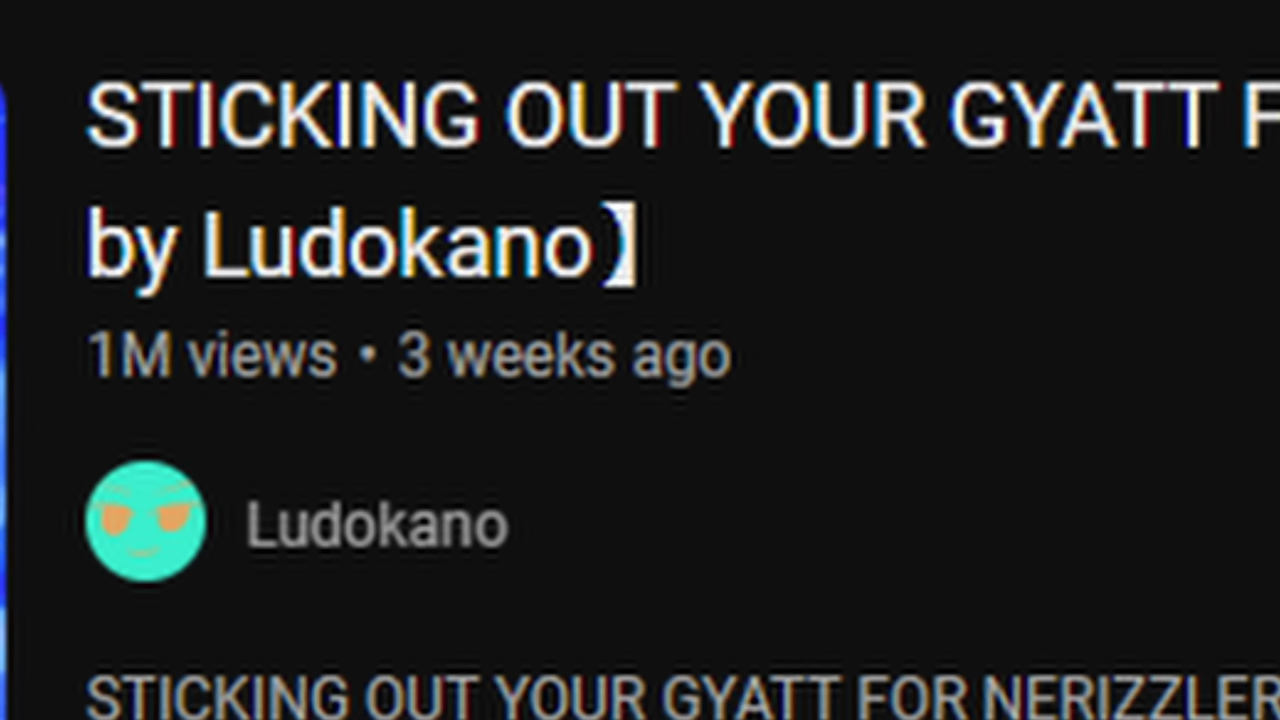 STICKING OUT YOUR GYATT F
by Ludokano】
1M views • 3 weeks ago
Ludokano
STICKING OUT YOUR GYATT FOR NERIZZLER